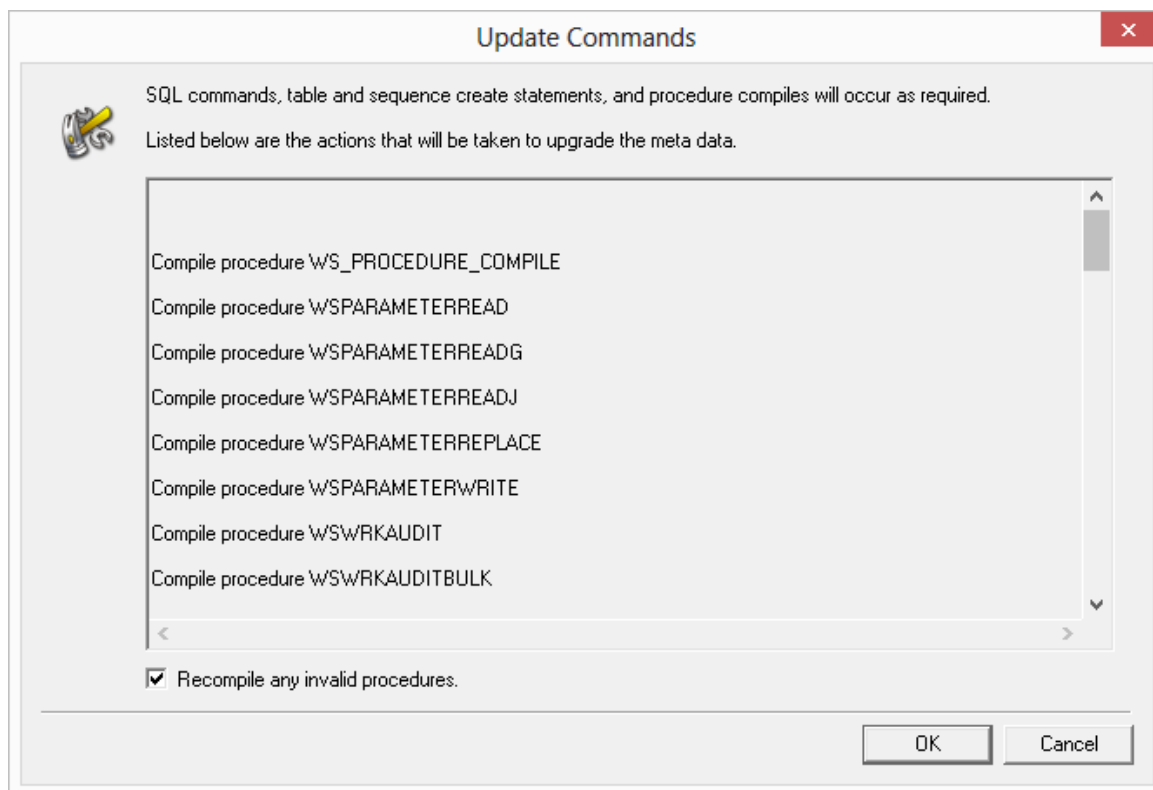 Update Commands
SQL commands, table and sequence create statements, and procedure compiles will occur as required.
Listed below are the actions that will be taken to upgrade the meta data.
Compile procedure WS_PROCEDURE_COMPILE
Compile procedure WSPARAMETERREAD
Compile procedure WSPARAMETERREADG
Compile procedure WSPARAMETERREADJ
Compile procedure WSPARAMETERREPLACE
Compile procedure WSPARAMETERWRITE
Compile procedure WSWRKAUDIT
Compile procedure WSWRKAUDITBULK
Recompile any invalid procedures.
OK Cancel